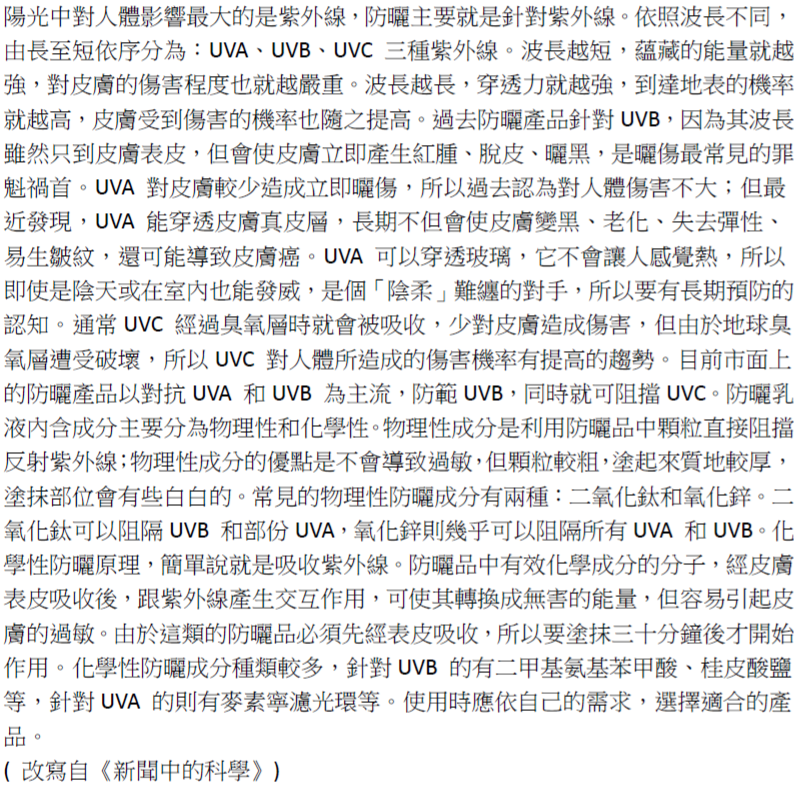 陽光中對人體影響最大的是紫外線，防曬主要就是針對紫外線。依照波長不同，
由長至短依序分為：UVA、UVB、UVC 三種紫外線。波長越短，蘊藏的能量就越
強，對皮膚的傷害程度也就越嚴重。波長越長，穿透力就越強，到達地表的機率
就越高，皮膚受到傷害的機率也隨之提高。過去防曬產品針對 UVB，因為其波長
雖然只到皮膚表皮，但會使皮膚立即產生紅腫、脫皮、曬黑，是曬傷最常見的罪
魁禍首。UVA 對皮膚較少造成立即曬傷，所以過去認為對人體傷害不大；但最
近發現，UVA 能穿透皮膚真皮層，長期不但會使皮膚變黑、老化、失去彈性、
易生皺紋，還可能導致皮膚癌。UVA 可以穿透玻璃，它不會讓人感覺熱，所以
即使是陰天或在室內也能發威，是個「陰柔」難纏的對手，所以要有長期預防的
認知。通常 UVC 經過臭氧層時就會被吸收，少對皮膚造成傷害，但由於地球臭
氧層遭受破壞，所以 UVC 對人體所造成的傷害機率有提高的趨勢。目前市面上
的防曬產品以對抗 UVA 和 UVB 為主流，防範 UVB，同時就可阻擋 UVC。防曬乳
液內含成分主要分為物理性和化學性。物理性成分是利用防曬品中顆粒直接阻擋
反射紫外線；物理性成分的優點是不會導致過敏，但顆粒較粗，塗起來質地較厚，
塗抹部位會有些白白的。常見的物理性防曬成分有兩種：二氧化鈦和氧化鋅。二
氧化鈦可以阻隔 UVB 和部份 UVA，氧化鋅則幾乎可以阻隔所有 UVA 和 UVB。化
學性防曬原理，簡單說就是吸收紫外線。防曬品中有效化學成分的分子，經皮膚
表皮吸收後，跟紫外線產生交互作用，可使其轉換成無害的能量，但容易引起皮
膚的過敏。由於這類的防曬品必須先經表皮吸收，所以要塗抹三十分鐘後才開始
作用。化學性防曬成分種類較多，針對 UVB 的有二甲基氨基苯甲酸、桂皮酸鹽
等，針對 UVA 的則有麥素寧濾光環等。使用時應依自己的需求，選擇適合的產
品。
( 改寫自《新聞中的科學》)